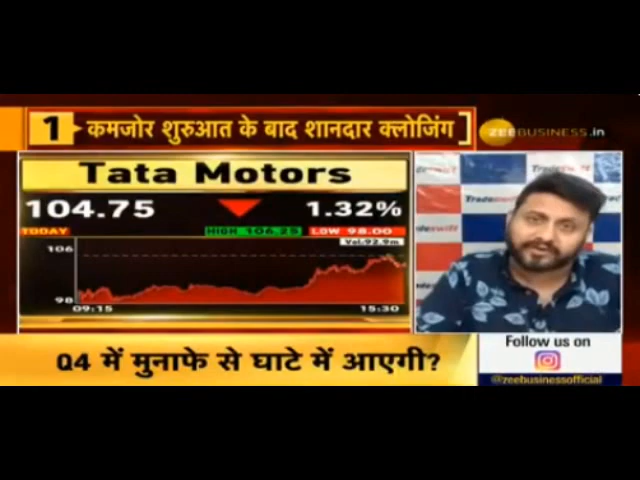 1 कमजोर शुरुआत के बाद शानदार क्लोजिंग
ZEEBUSINESS.in
Tata Motors
104.75 1.32%
TODAY HIGH 106.25 LOW 98.00
Vol:92.9m
106
98
09:15 15:30
Tradeswift
Follow us on
@zeebusinessofficial
Q4 में मुनाफे से घाटे में आएगी?